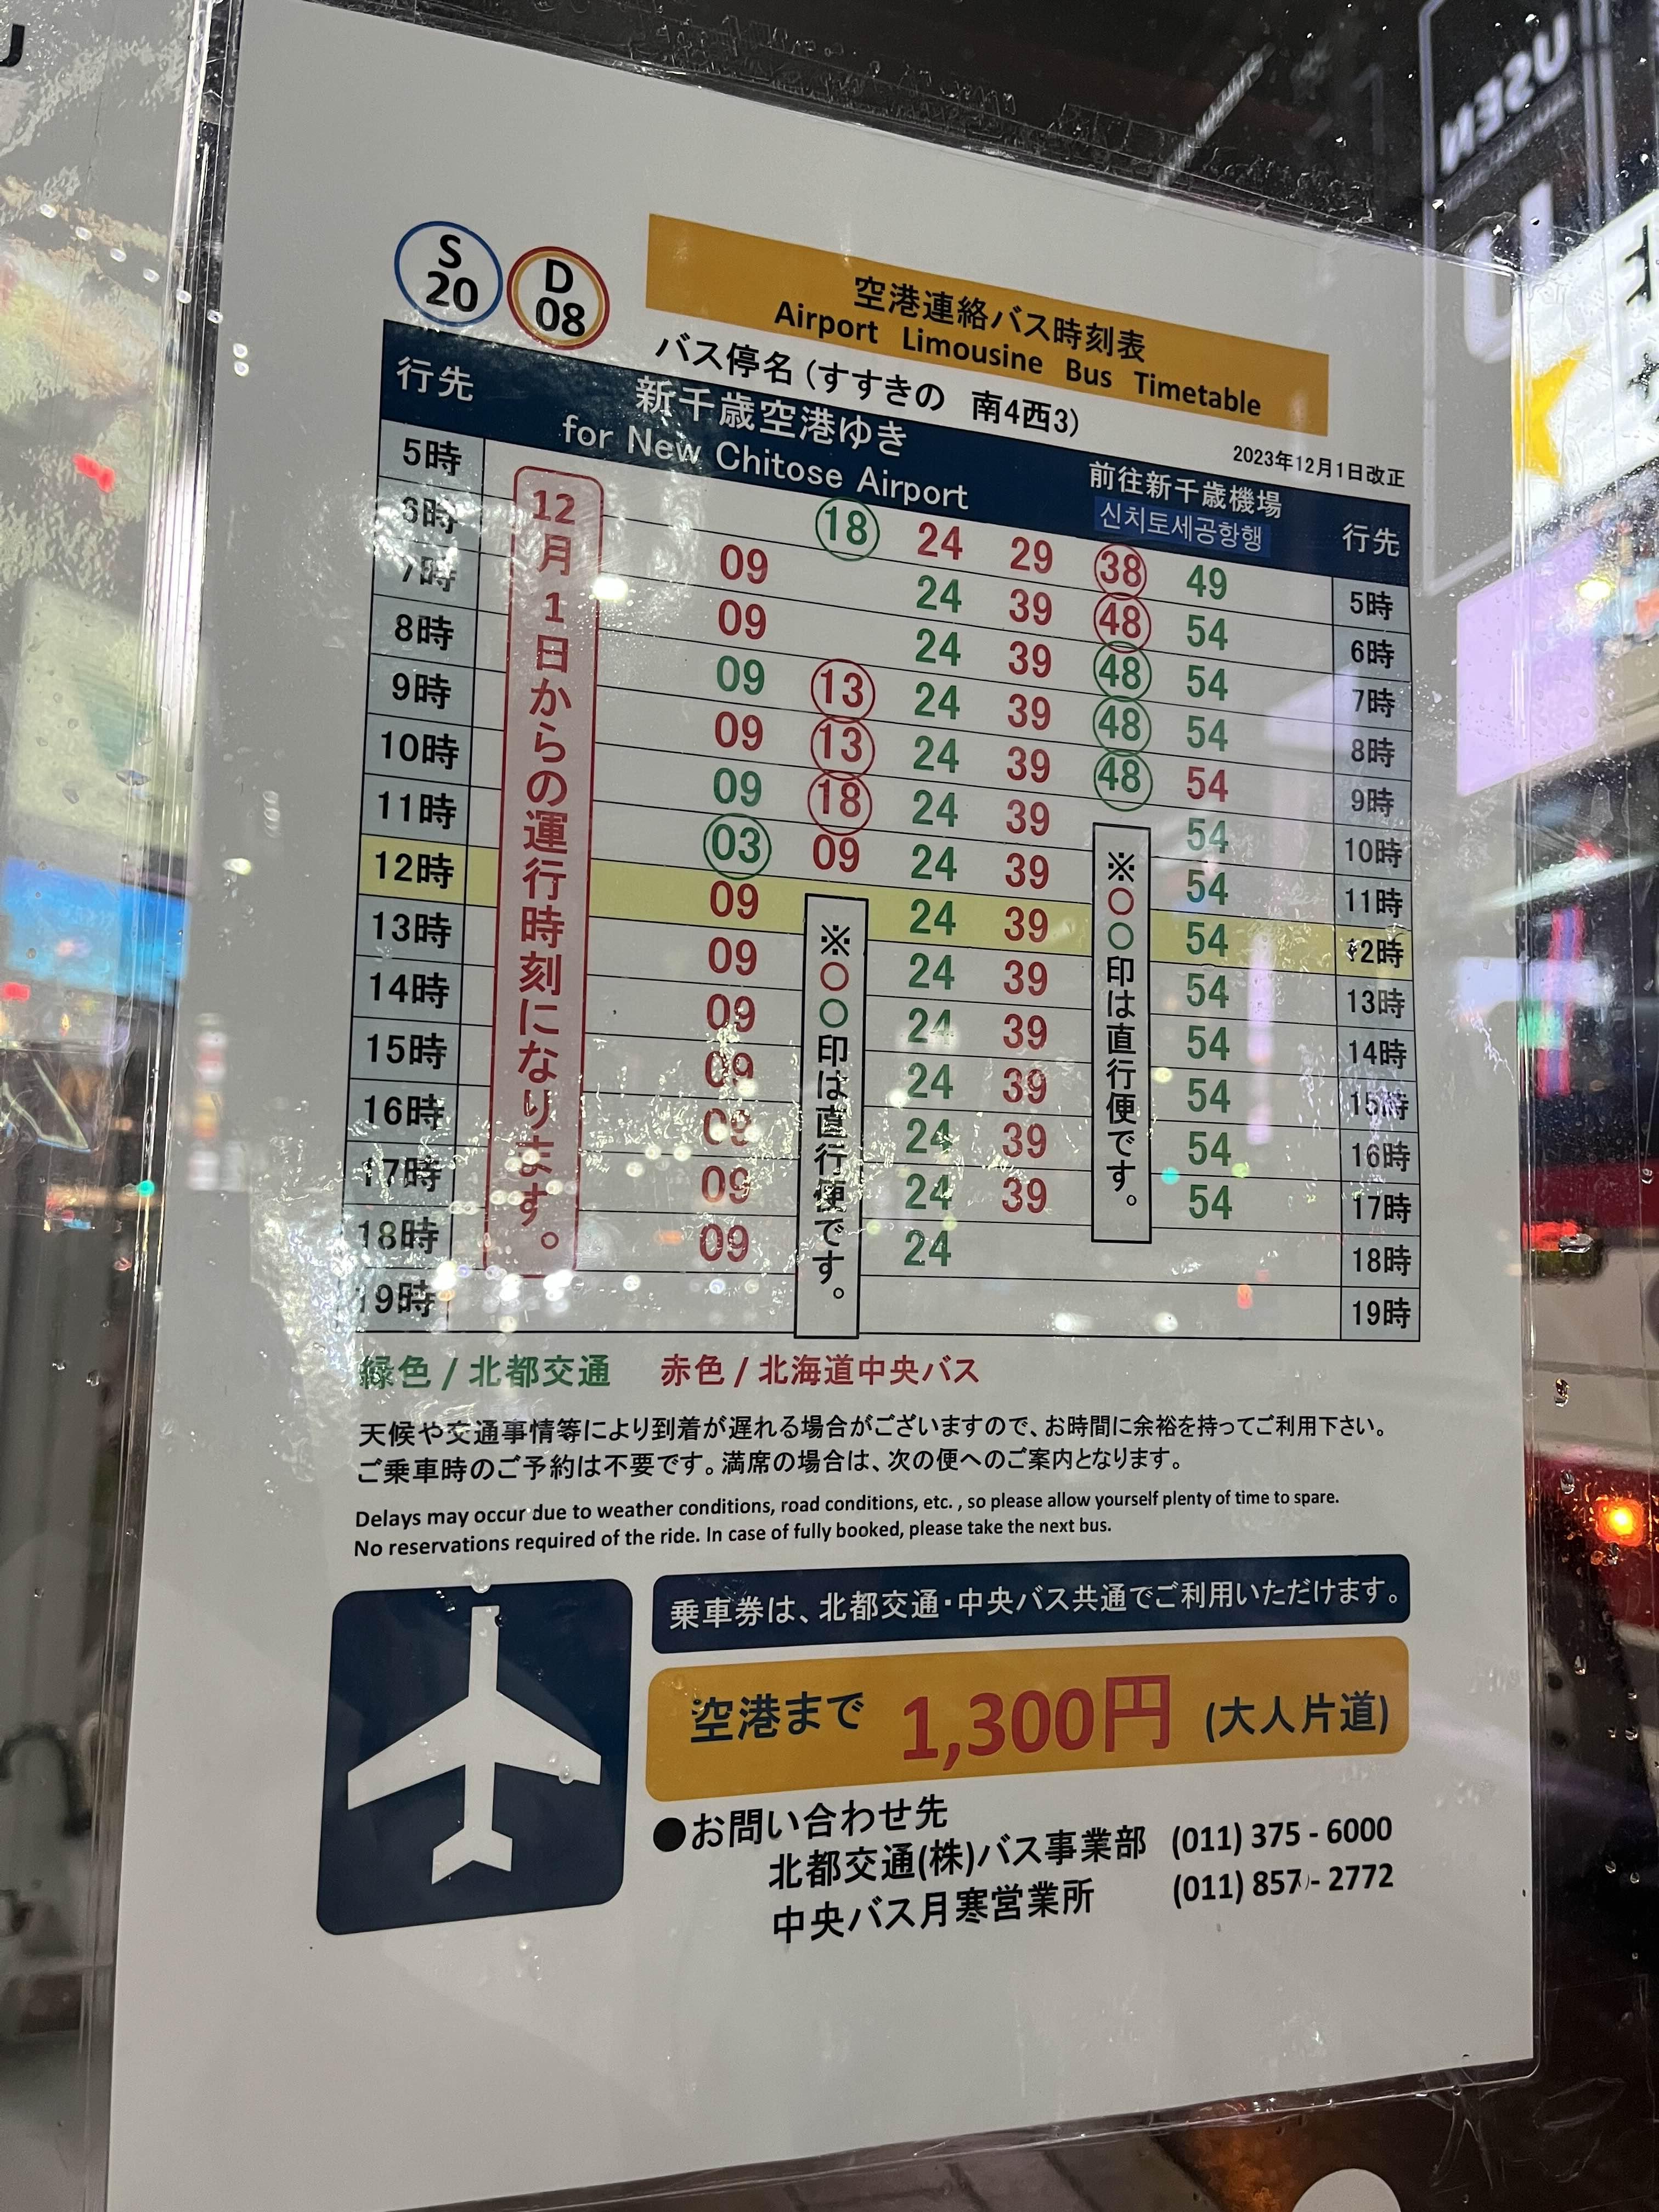 S
20
D
08
空港連絡バス時刻表
Airport Limousine Bus Timetable
バス停名(すすきの 南4西3)
2023年12月1日改正
行先 新千歳空港ゆき 前往新千歳機場 行先
for New Chitose Airport 신치토세공항행
12月1日からの運行時刻になります。
5時 18 24 29 38 49 5時
6時 09 24 39 48 54 6時
7時 09 24 39 48 54 7時
8時 09 13 24 39 48 54 8時
9時 09 13 24 39 48 54 9時
10時 09 18 24 39 54 10時
11時 03 09 24 39 54 11時
12時 09 24 39 54 12時
13時 09 24 39 54 13時
14時 09 24 39 54 14時
15時 09 24 39 54 15時
16時 09 24 39 54 16時
17時 09 24 39 54 17時
18時 09 24 18時
19時 19時
※○○印は直行便です。
※○○印は直行便です。
緑色 / 北都交通 赤色 / 北海道中央バス
天候や交通事情等により到着が遅れる場合がございますので、お時間に余裕を持ってご利用下さい。
ご乗車時のご予約は不要です。満席の場合は、次の便へのご案内となります。
Delays may occur due to weather conditions, road conditions, etc. , so please allow yourself plenty of time to spare.
No reservations required of the ride. In case of fully booked, please take the next bus.
乗車券は、北都交通・中央バス共通でご利用いただけます。
空港まで 1,300円 (大人片道)
●お問い合わせ先
北都交通(株)バス事業部 (011) 375 - 6000
中央バス月寒営業所 (011) 857 - 2772
USEN
U
北